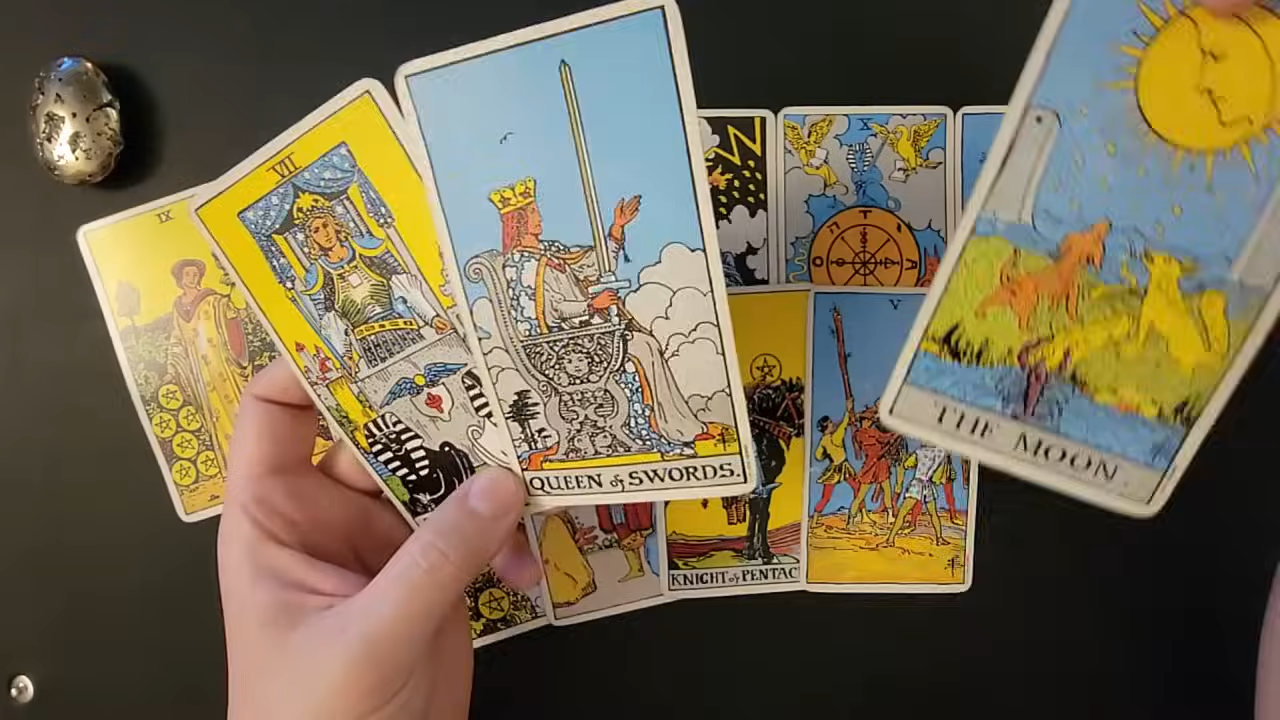 IX
VII
QUEEN of SWORDS.
X
V
KNIGHT of PENTAC
THE MOON.